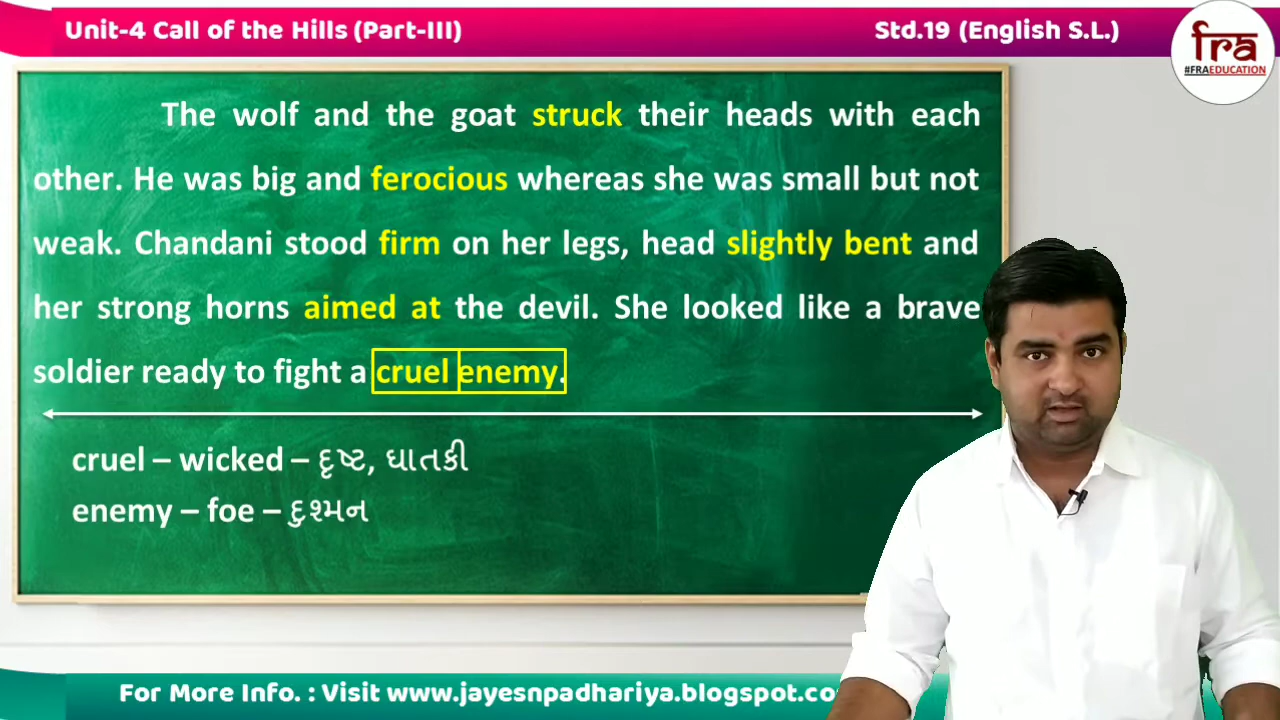 Unit-4 Call of the Hills (Part-III)
Std.19 (English S.L.)
fra
#FRAEDUCATION
The wolf and the goat struck their heads with each
other. He was big and ferocious whereas she was small but not
weak. Chandani stood firm on her legs, head slightly bent and
her strong horns aimed at the devil. She looked like a brave
soldier ready to fight a cruel enemy.
cruel – wicked – દૃષ્ટ, ઘાતકી
enemy – foe – દુશ્મન
For More Info. : Visit www.jayesnpadhariya.blogspot.co